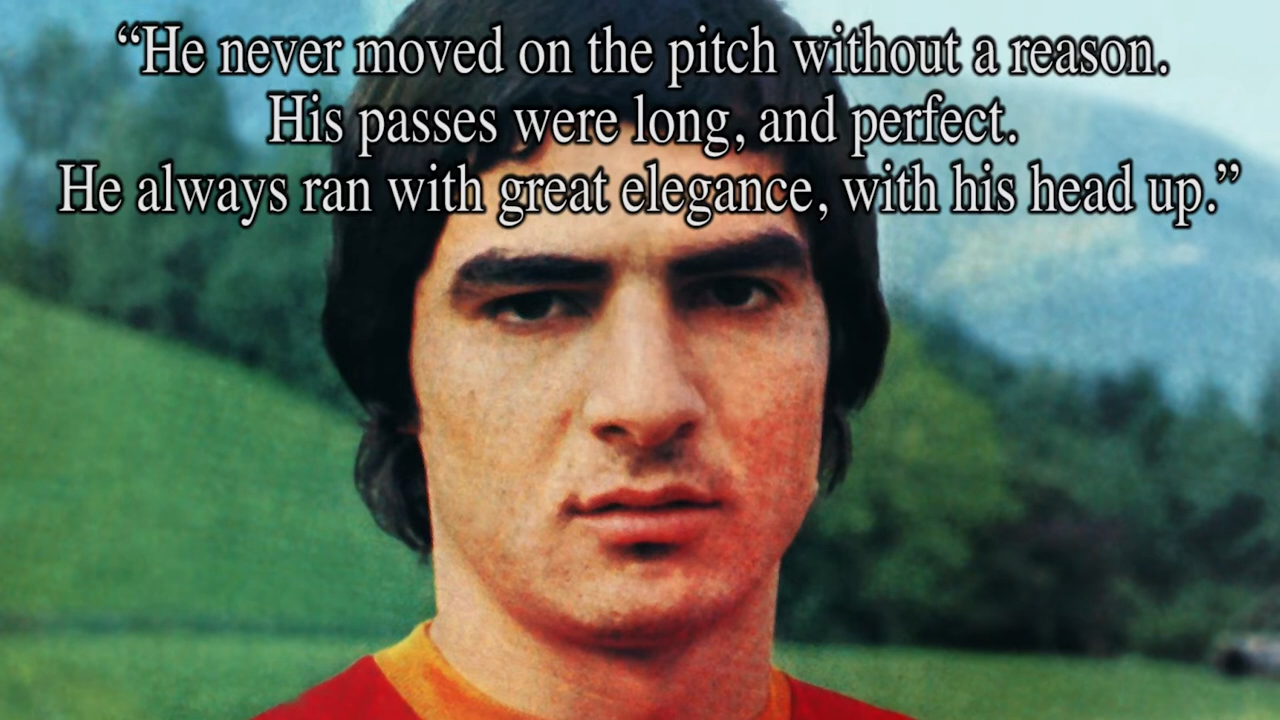 “He never moved on the pitch without a reason.
His passes were long, and perfect.
He always ran with great elegance, with his head up.”